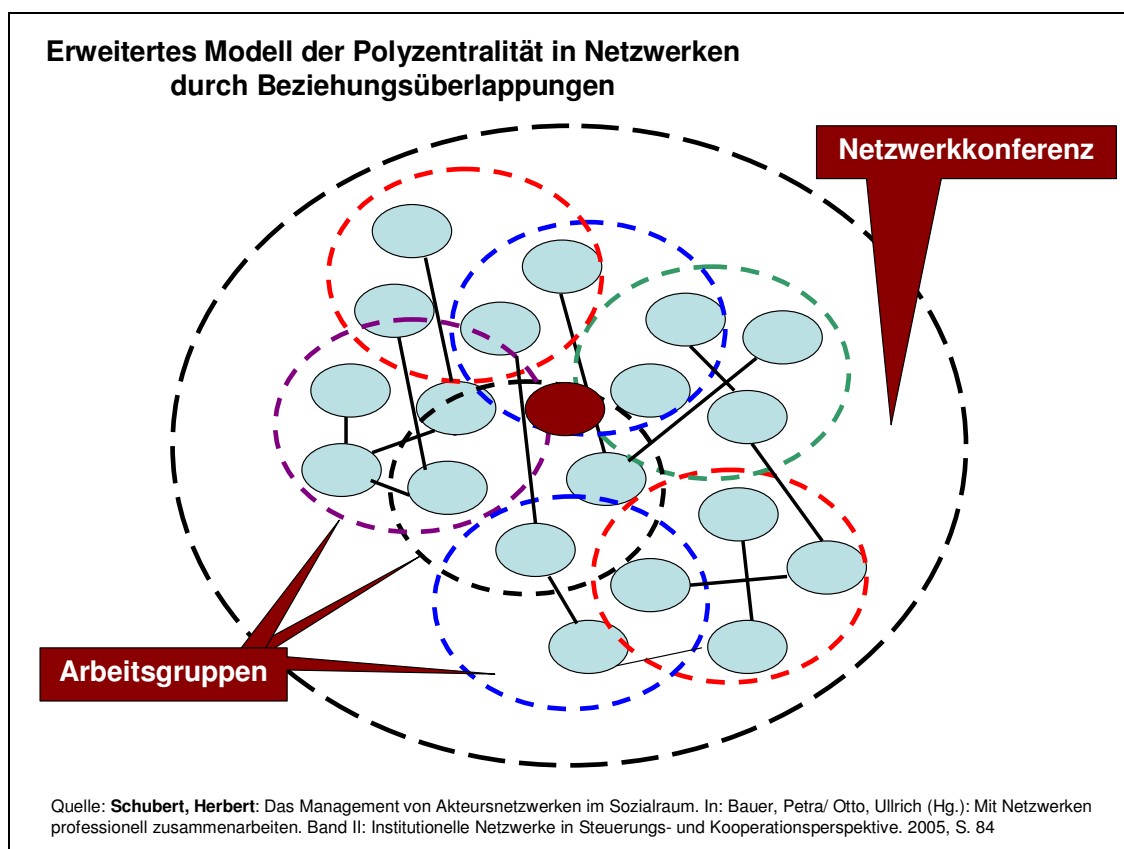 Erweitertes Modell der Polyzentralität in Netzwerken
durch Beziehungsüberlappungen
Netzwerkkonferenz
Arbeitsgruppen
Quelle: Schubert, Herbert: Das Management von Akteursnetzwerken im Sozialraum. In: Bauer, Petra/ Otto, Ullrich (Hg.): Mit Netzwerken
professionell zusammenarbeiten. Band II: Institutionelle Netzwerke in Steuerungs- und Kooperationsperspektive. 2005, S. 84